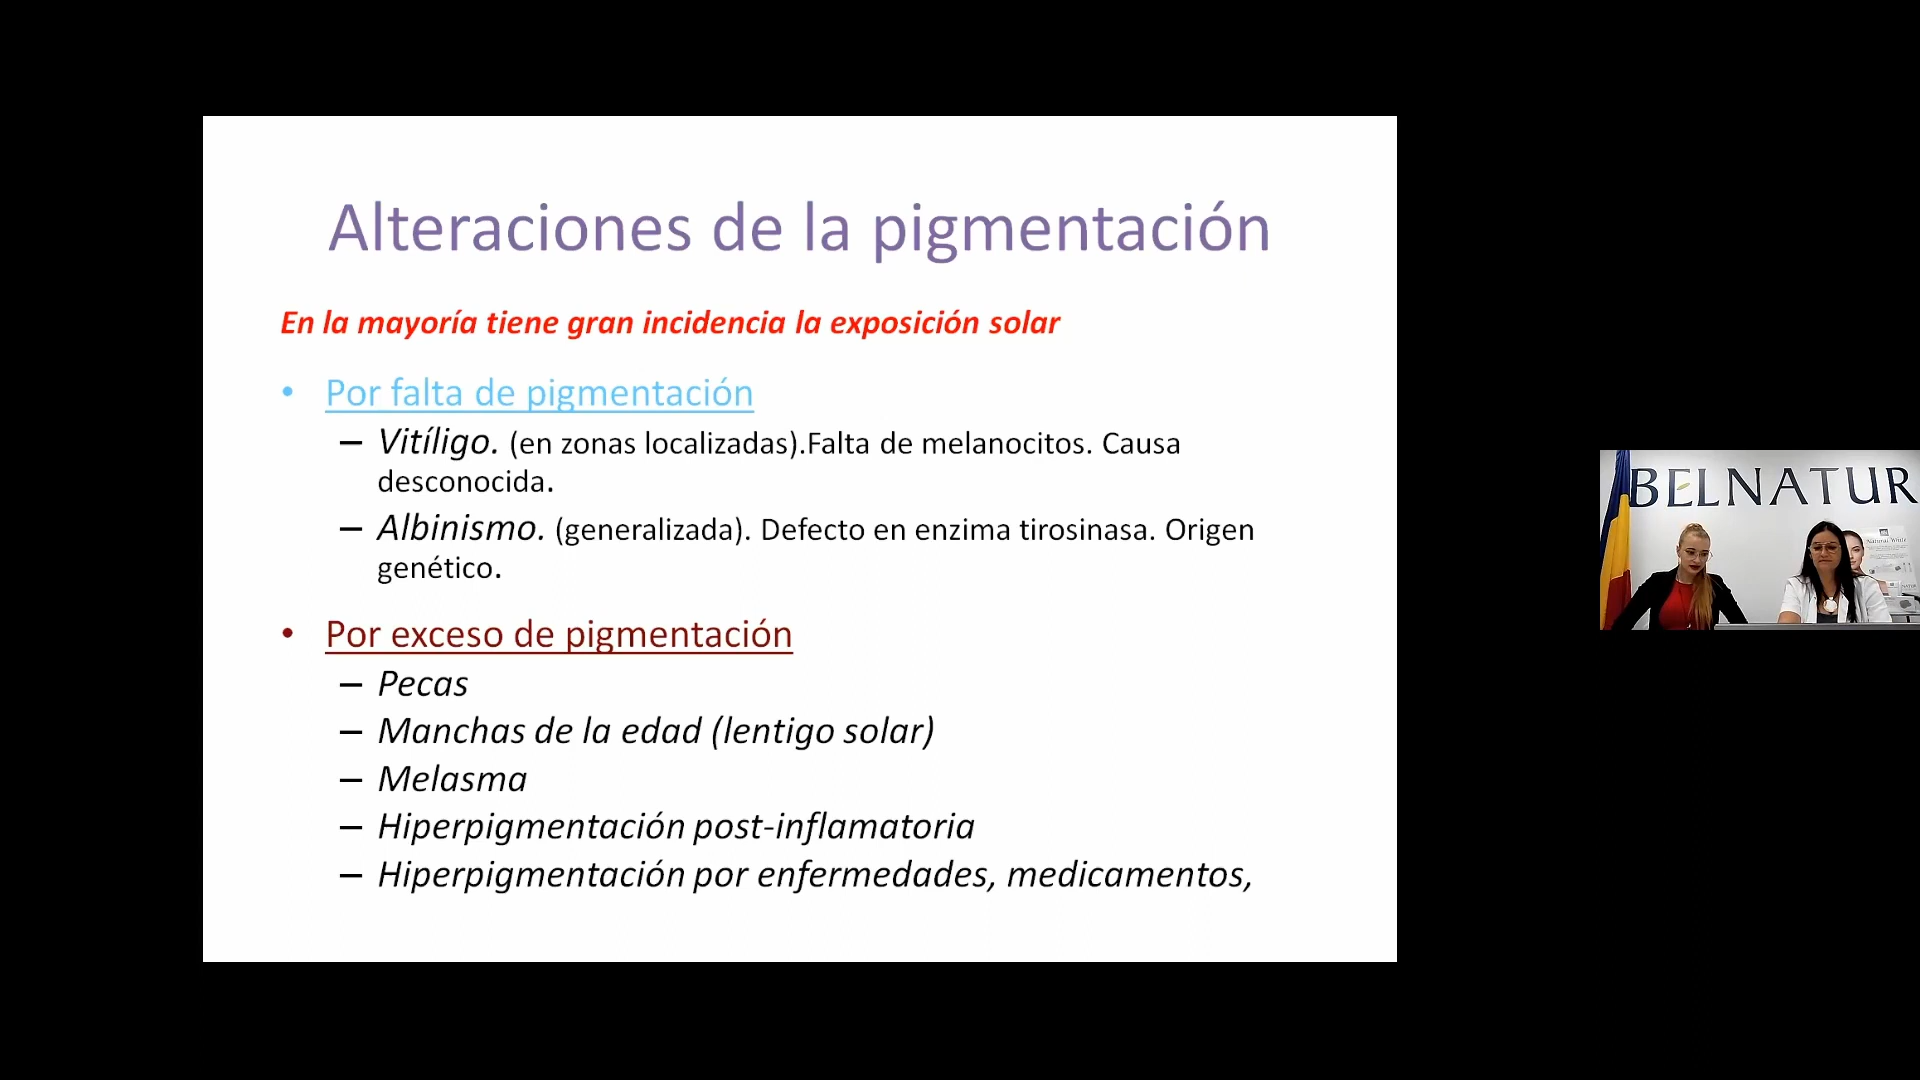 Alteraciones de la pigmentación
En la mayoría tiene gran incidencia la exposición solar
• Por falta de pigmentación
– Vitíligo. (en zonas localizadas).Falta de melanocitos. Causa
desconocida.
– Albinismo. (generalizada). Defecto en enzima tirosinasa. Origen
genético.
• Por exceso de pigmentación
– Pecas
– Manchas de la edad (lentigo solar)
– Melasma
– Hiperpigmentación post-inflamatoria
– Hiperpigmentación por enfermedades, medicamentos,
BELNATUR
Natural White